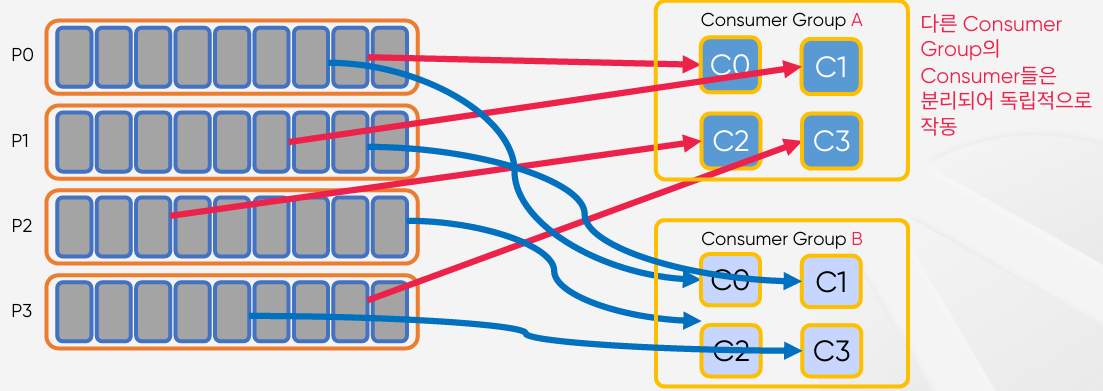 P0
P1
P2
P3
Consumer Group A
C0
C1
C2
C3
Consumer Group B
C0
C1
C2
C3
다른 Consumer
Group의
Consumer들은
분리되어 독립적으로
작동